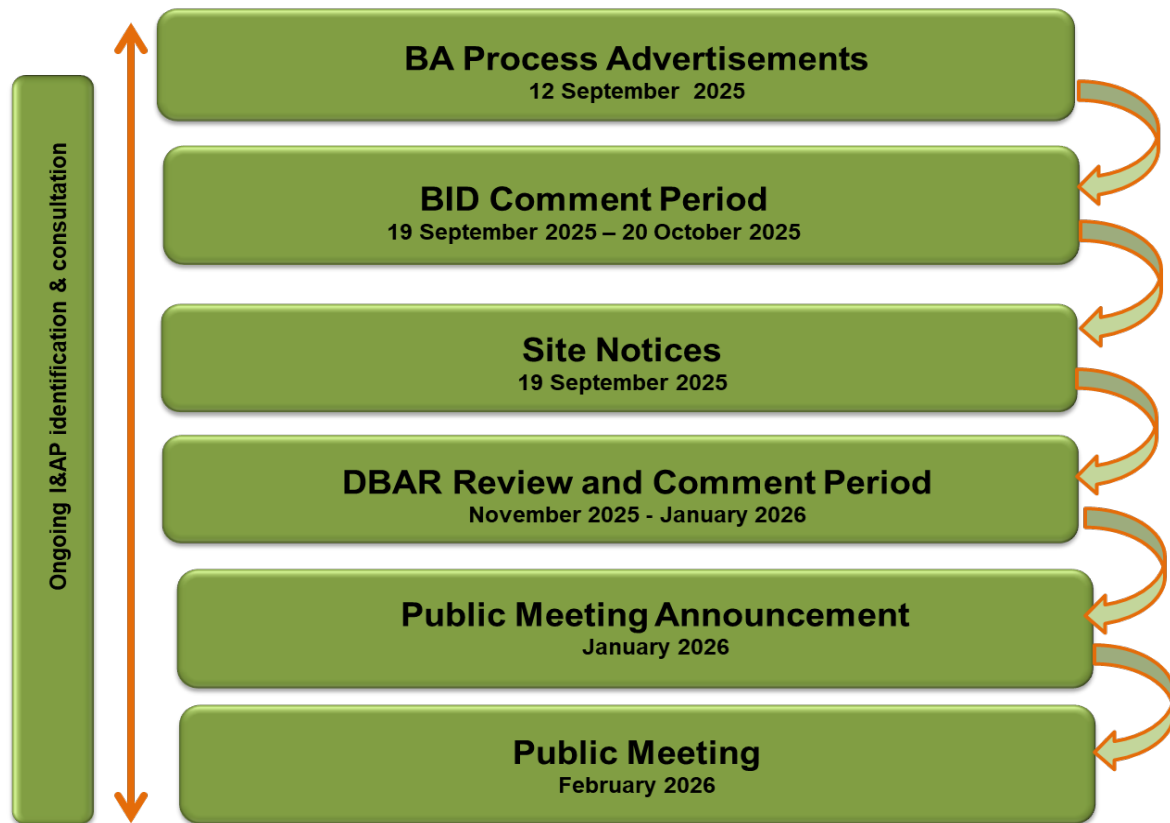 BA Process Advertisements
12 September 2025
BID Comment Period
19 September 2025 – 20 October 2025
Site Notices
19 September 2025
DBAR Review and Comment Period
November 2025 - January 2026
Public Meeting Announcement
January 2026
Public Meeting
February 2026
Ongoing I&AP identification & consultation